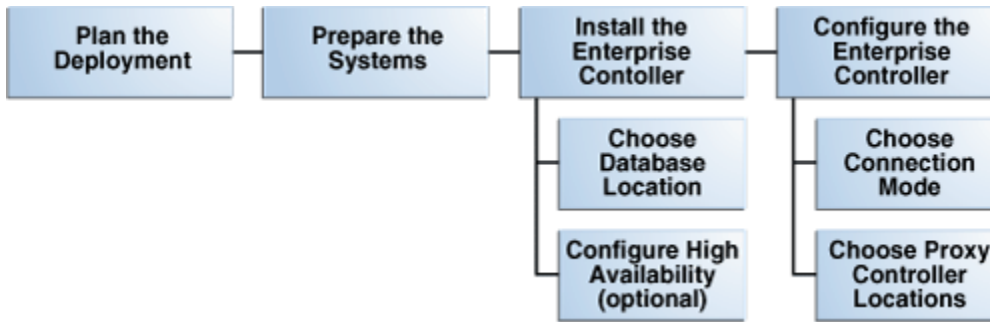 Plan the
Deployment
Prepare the
Systems
Install the
Enterprise
Contoller
Configure the
Enterprise
Controller
Choose
Database
Location
Choose
Connection
Mode
Configure High
Availability
(optional)
Choose Proxy
Controller
Locations